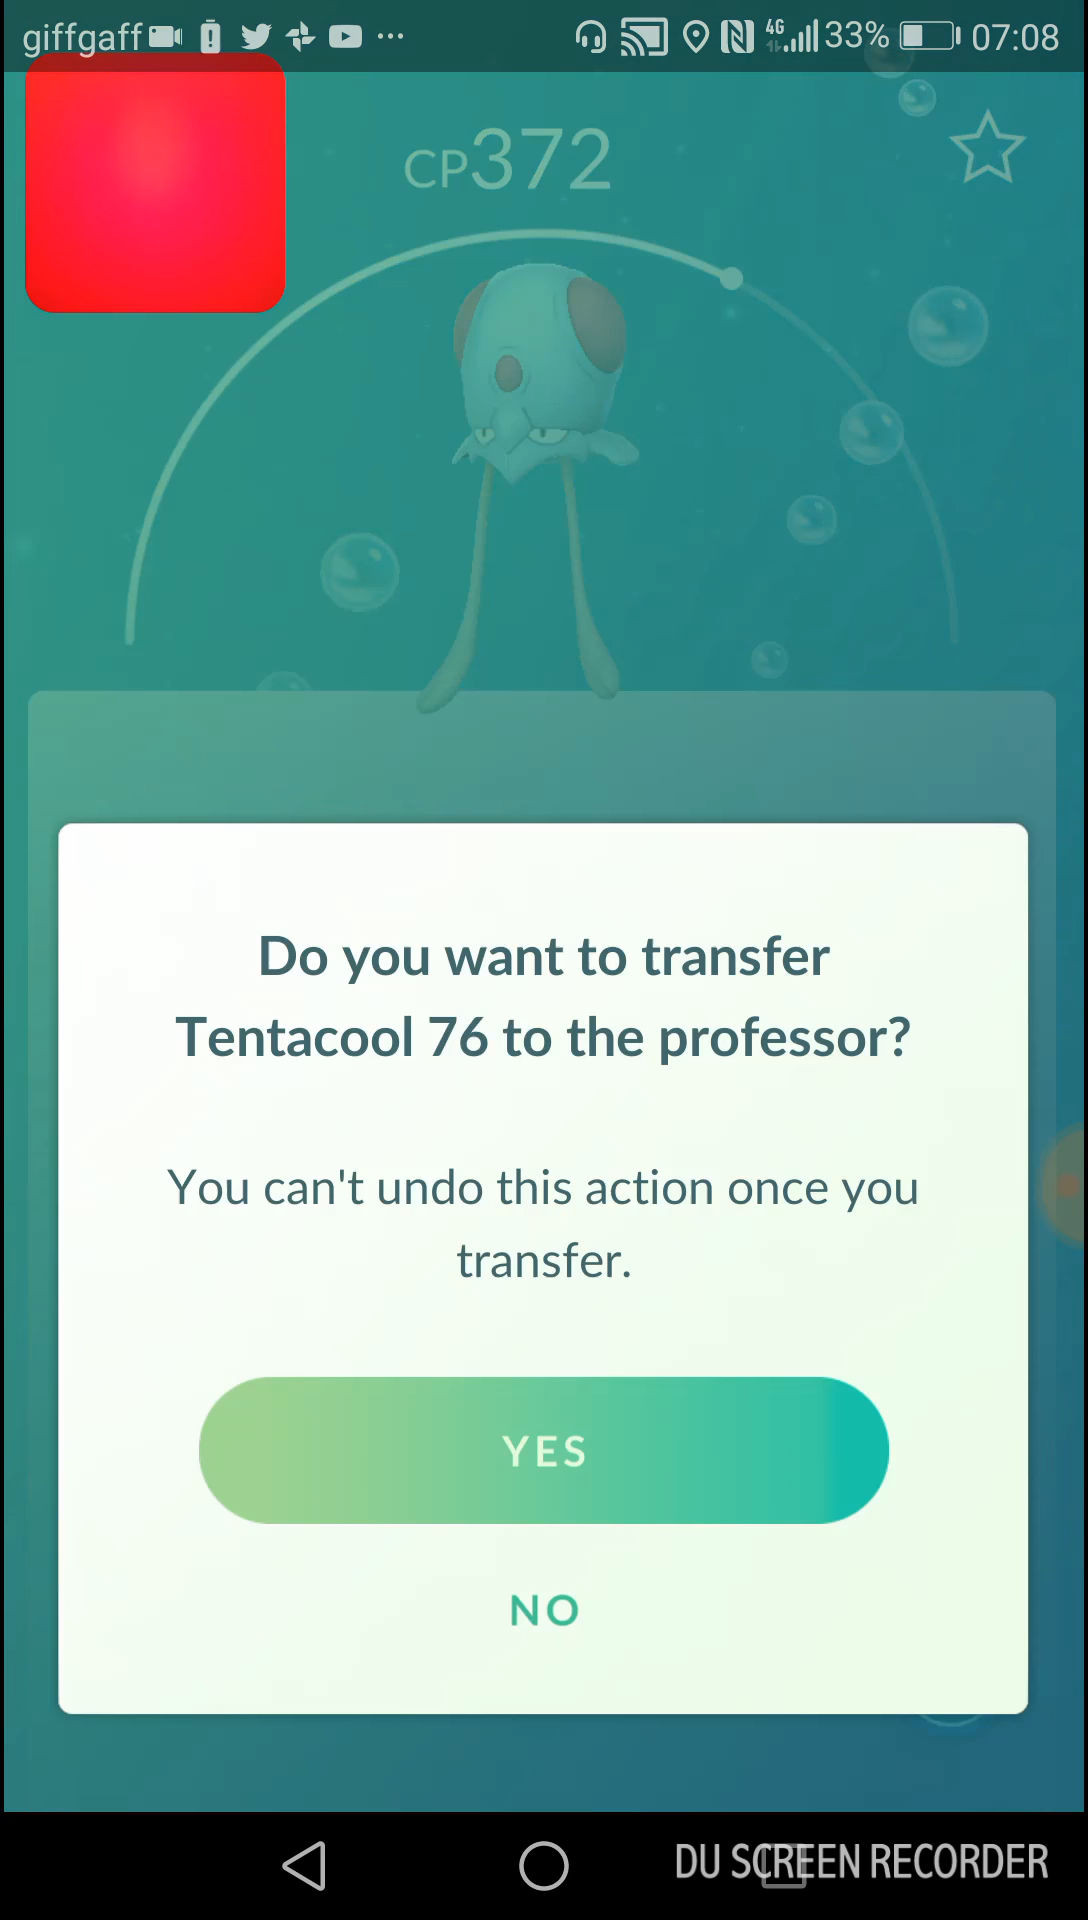 giffgaff 4G 33% 07:08
CP372
Do you want to transfer
Tentacool 76 to the professor?
You can't undo this action once you
transfer.
YES
NO
DU SCREEN RECORDER